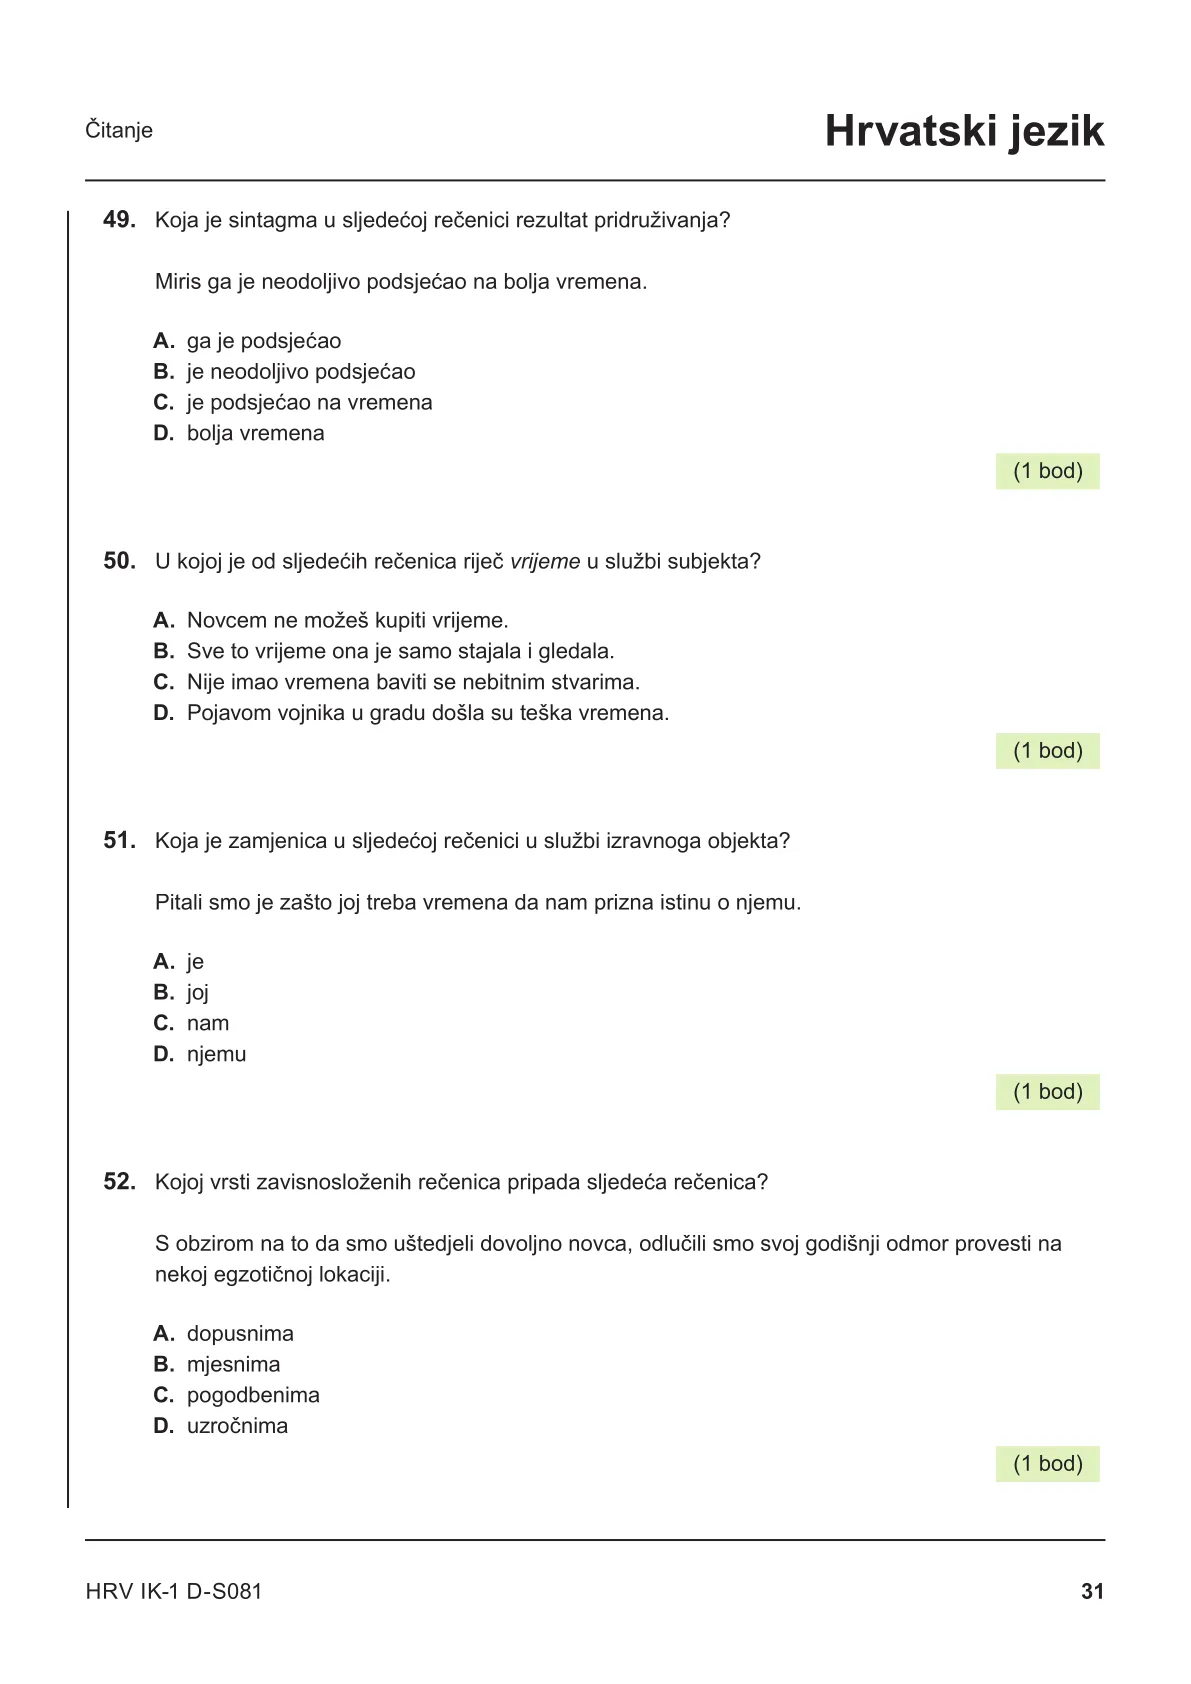 Čitanje
Hrvatski jezik
49. Koja je sintagma u sljedećoj rečenici rezultat pridruživanja?
Miris ga je neodoljivo podsjećao na bolja vremena.
A. ga je podsjećao
B. je neodoljivo podsjećao
C. je podsjećao na vremena
D. bolja vremena
(1 bod)
50. U kojoj je od sljedećih rečenica riječ vrijeme u službi subjekta?
A. Novcem ne možeš kupiti vrijeme.
B. Sve to vrijeme ona je samo stajala i gledala.
C. Nije imao vremena baviti se nebitnim stvarima.
D. Pojavom vojnika u gradu došla su teška vremena.
(1 bod)
51. Koja je zamjenica u sljedećoj rečenici u službi izravnoga objekta?
Pitali smo je zašto joj treba vremena da nam prizna istinu o njemu.
A. je
B. joj
C. nam
D. njemu
(1 bod)
52. Kojoj vrsti zavisnosloženih rečenica pripada sljedeća rečenica?
S obzirom na to da smo uštedjeli dovoljno novca, odlučili smo svoj godišnji odmor provesti na
nekoj egzotičnoj lokaciji.
A. dopusnima
B. mjesnima
C. pogodbenima
D. uzročnima
(1 bod)
HRV IK-1 D-S081
31